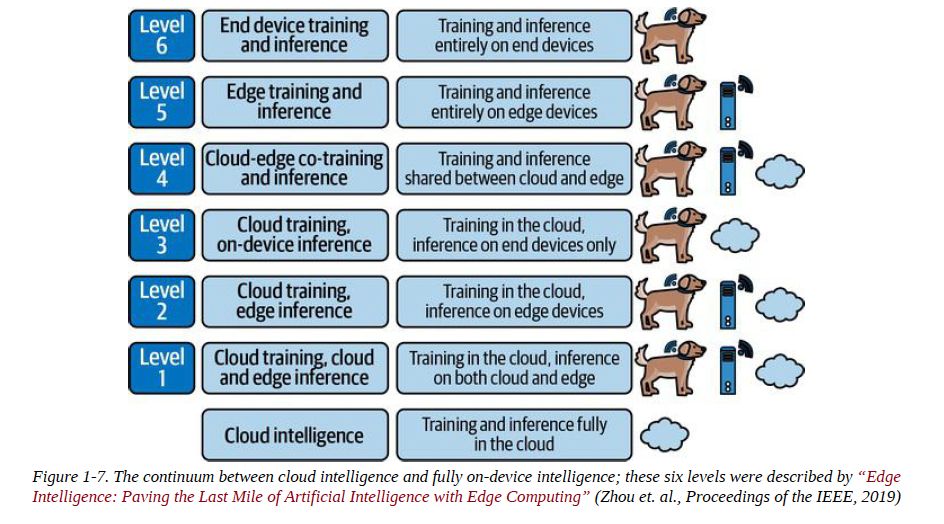 Level
6
End device training
and inference
Training and inference
entirely on end devices
Level
5
Edge training and
inference
Training and inference
entirely on edge devices
Level
4
Cloud-edge co-training
and inference
Training and inference
shared between cloud and edge
Level
3
Cloud training,
on-device inference
Training in the cloud,
inference on end devices only
Level
2
Cloud training,
edge inference
Training in the cloud,
inference on edge devices
Level
1
Cloud training, cloud
and edge inference
Training in the cloud, inference
on both cloud and edge
Cloud intelligence
Training and inference fully
in the cloud
Figure 1-7. The continuum between cloud intelligence and fully on-device intelligence; these six levels were described by “Edge
Intelligence: Paving the Last Mile of Artificial Intelligence with Edge Computing” (Zhou et. al., Proceedings of the IEEE, 2019)